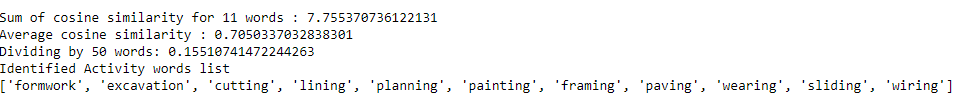 Sum of cosine similarity for 11 words : 7.755370736122131
Average cosine similarity : 0.7050337032838301
Dividing by 50 words: 0.15510741472244263
Identified Activity words list
['formwork', 'excavation', 'cutting', 'lining', 'planning', 'painting', 'framing', 'paving', 'wearing', 'sliding', 'wiring']